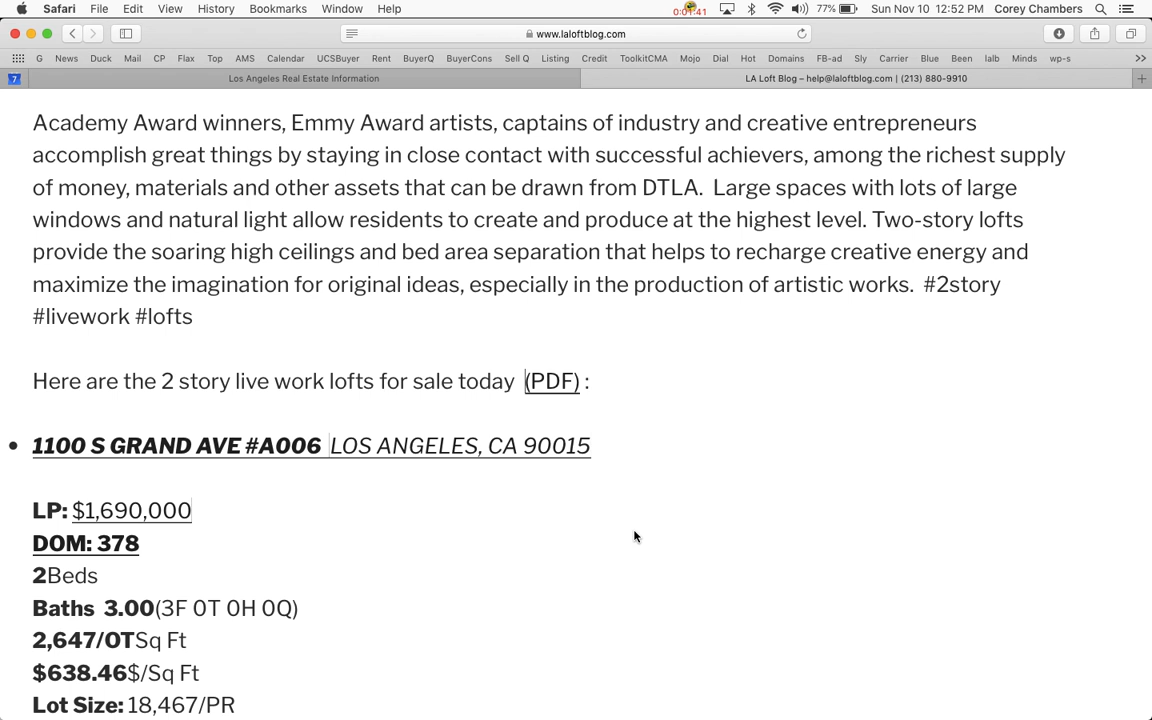 Safari File Edit View History Bookmarks Window Help 0:01:41 77% Sun Nov 10 12:52 PM Corey Chambers
www.laloftblog.com
G News Duck Mail CP Flax Top AMS Calendar UCSBuyer Rent BuyerQ BuyerCons Sell Q Listing Credit ToolkitCMA Mojo Dial Hot Domains FB-ad Sly Carrier Blue Been lalb Minds wp-s >>
7 Los Angeles Real Estate Information LA Loft Blog – help@laloftblog.com | (213) 880-9910 +
Academy Award winners, Emmy Award artists, captains of industry and creative entrepreneurs
accomplish great things by staying in close contact with successful achievers, among the richest supply
of money, materials and other assets that can be drawn from DTLA. Large spaces with lots of large
windows and natural light allow residents to create and produce at the highest level. Two-story lofts
provide the soaring high ceilings and bed area separation that helps to recharge creative energy and
maximize the imagination for original ideas, especially in the production of artistic works. #2story
#livework #lofts
Here are the 2 story live work lofts for sale today (PDF) :
• 1100 S GRAND AVE #A006 LOS ANGELES, CA 90015
LP: $1,690,000
DOM: 378
2Beds
Baths 3.00(3F 0T 0H 0Q)
2,647/OTSq Ft
$638.46$/Sq Ft
Lot Size: 18,467/PR